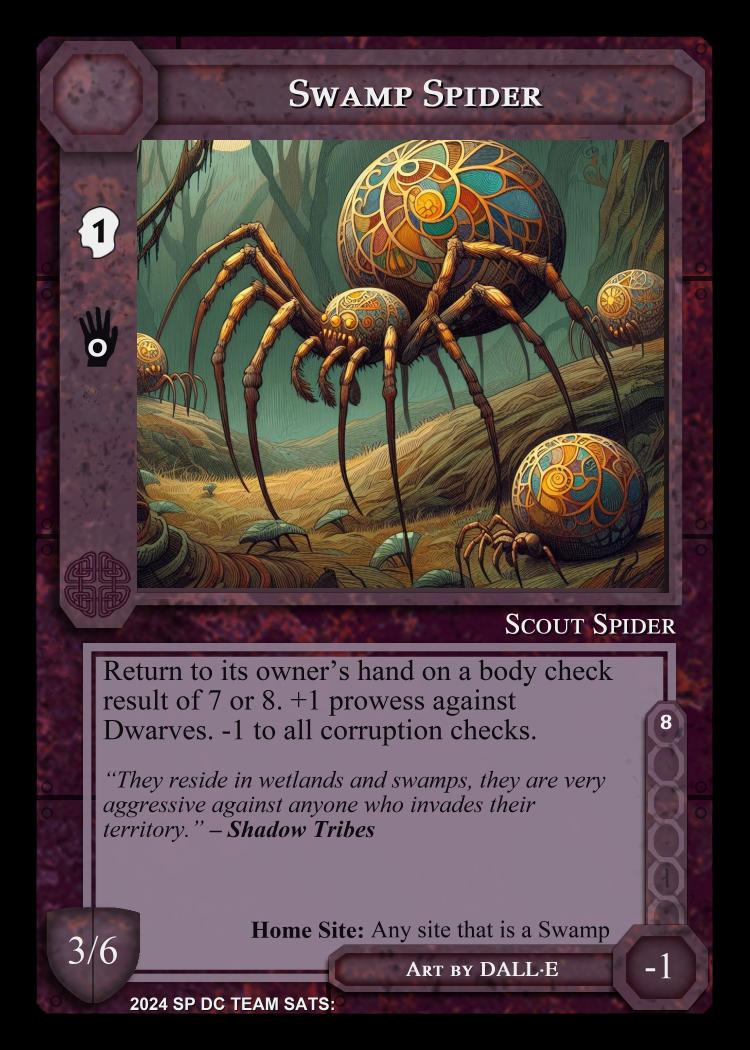 Swamp Spider
1
0
Scout Spider
Return to its owner's hand on a body check
result of 7 or 8. +1 prowess against
Dwarves. -1 to all corruption checks.
8
"They reside in wetlands and swamps, they are very
aggressive against anyone who invades their
territory." – Shadow Tribes
Home Site: Any site that is a Swamp
3/6
Art by DALL·E
-1
2024 SP DC TEAM SATS: